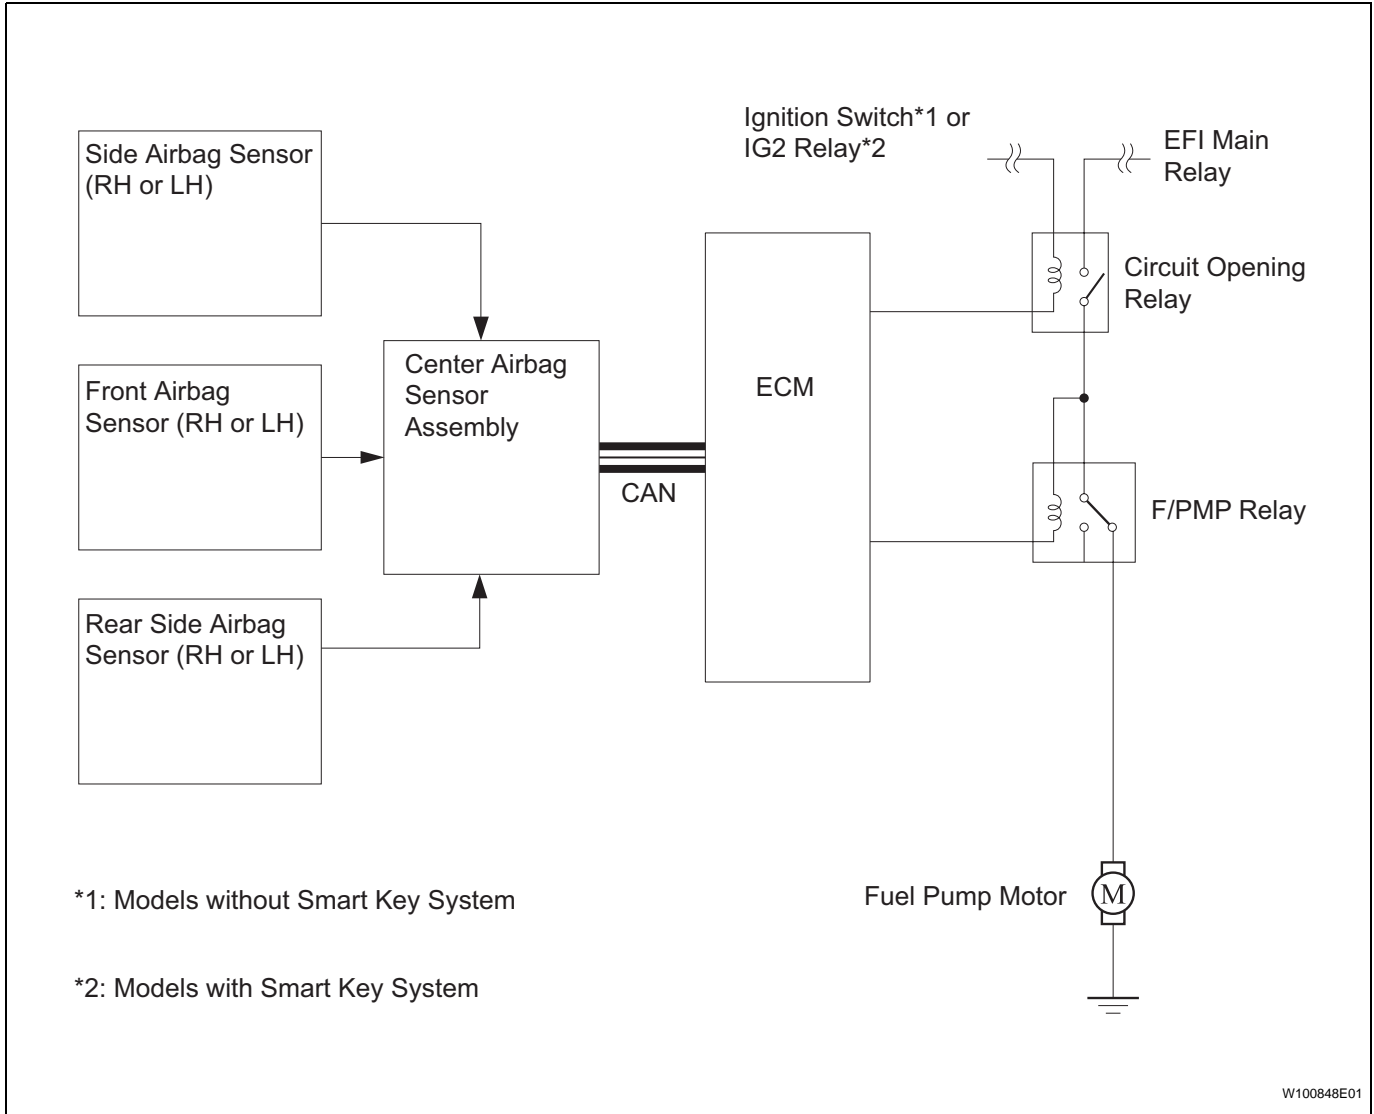 Ignition Switch*1 or
IG2 Relay*2
EFI Main
Relay
Side Airbag Sensor
(RH or LH)
Circuit Opening
Relay
Center Airbag
Sensor
Assembly
ECM
Front Airbag
Sensor (RH or LH)
CAN
F/PMP Relay
Rear Side Airbag
Sensor (RH or LH)
Fuel Pump Motor
M
*1: Models without Smart Key System
*2: Models with Smart Key System
W100848E01